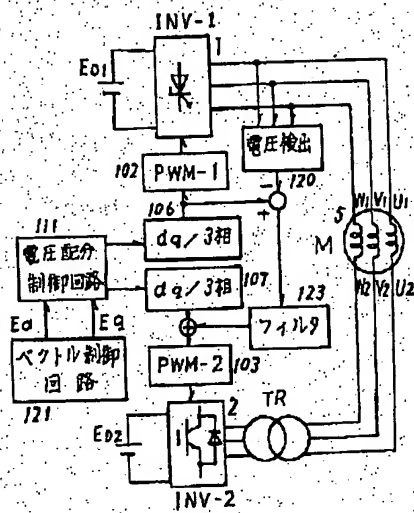 INV-1
1
ED1
電圧検出
120
102
PWM-1
106
−
+
5
W1 V1 U1
M
W2 V2 U2
111
電圧配分
制御回路
dq/3相
dq/3相
107
123
フィルタ
Ed
Eq
ベクトル制御
回路
121
PWM-2
103
2
TR
ED2
INV-2